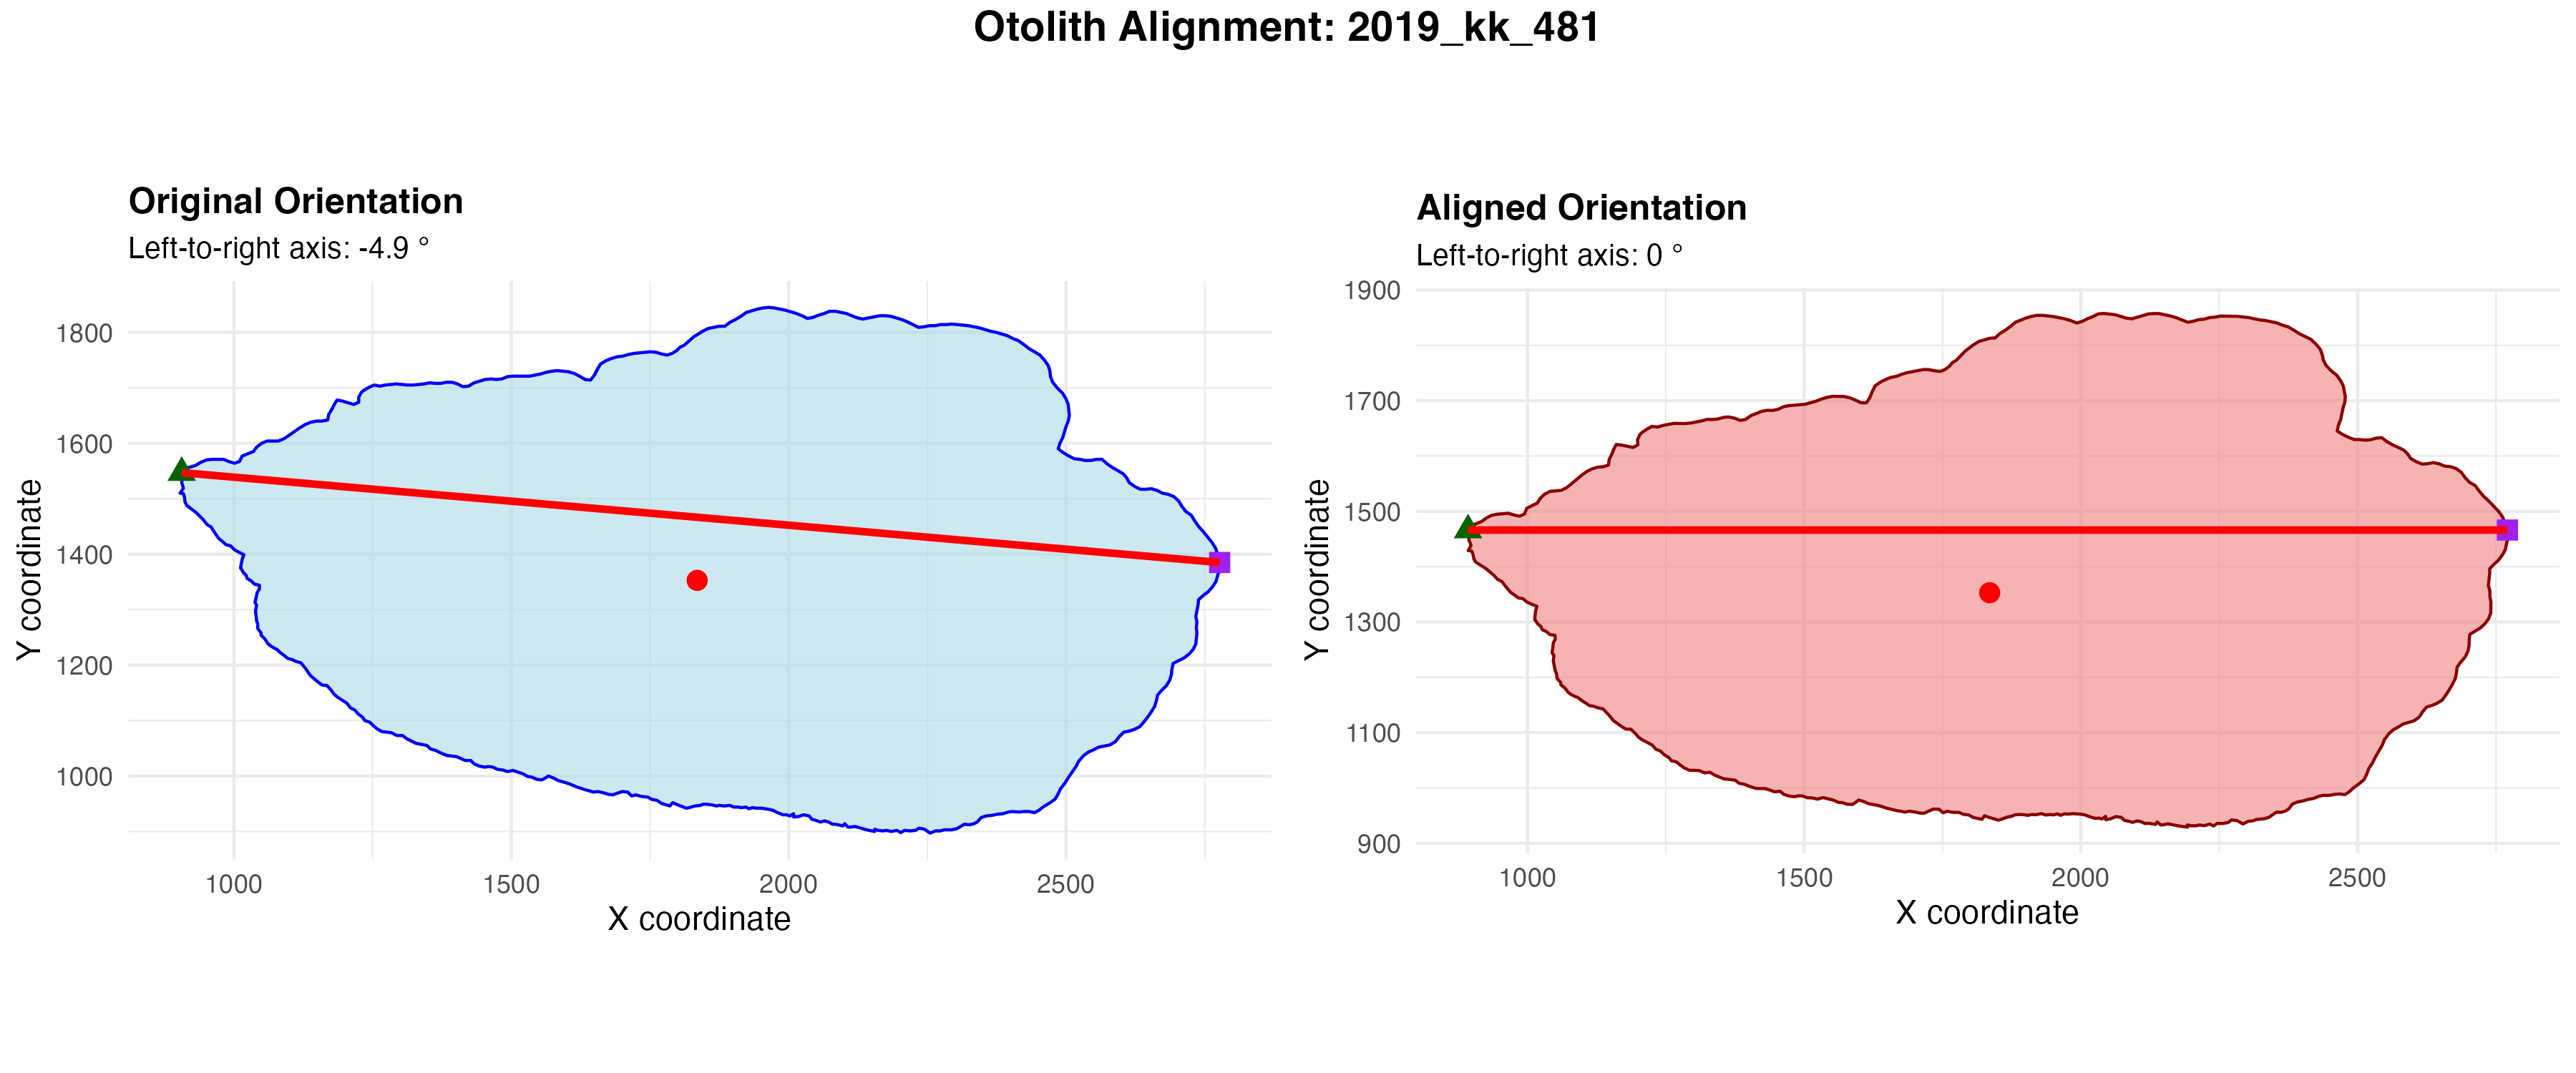 Otolith Alignment: 2019_kk_481
Original Orientation
Left-to-right axis: -4.9 °
1800
1600
1400
1200
1000
Y coordinate
1000 1500 2000 2500
X coordinate
Aligned Orientation
Left-to-right axis: 0 °
1900
1700
1500
1300
1100
900
Y coordinate
1000 1500 2000 2500
X coordinate